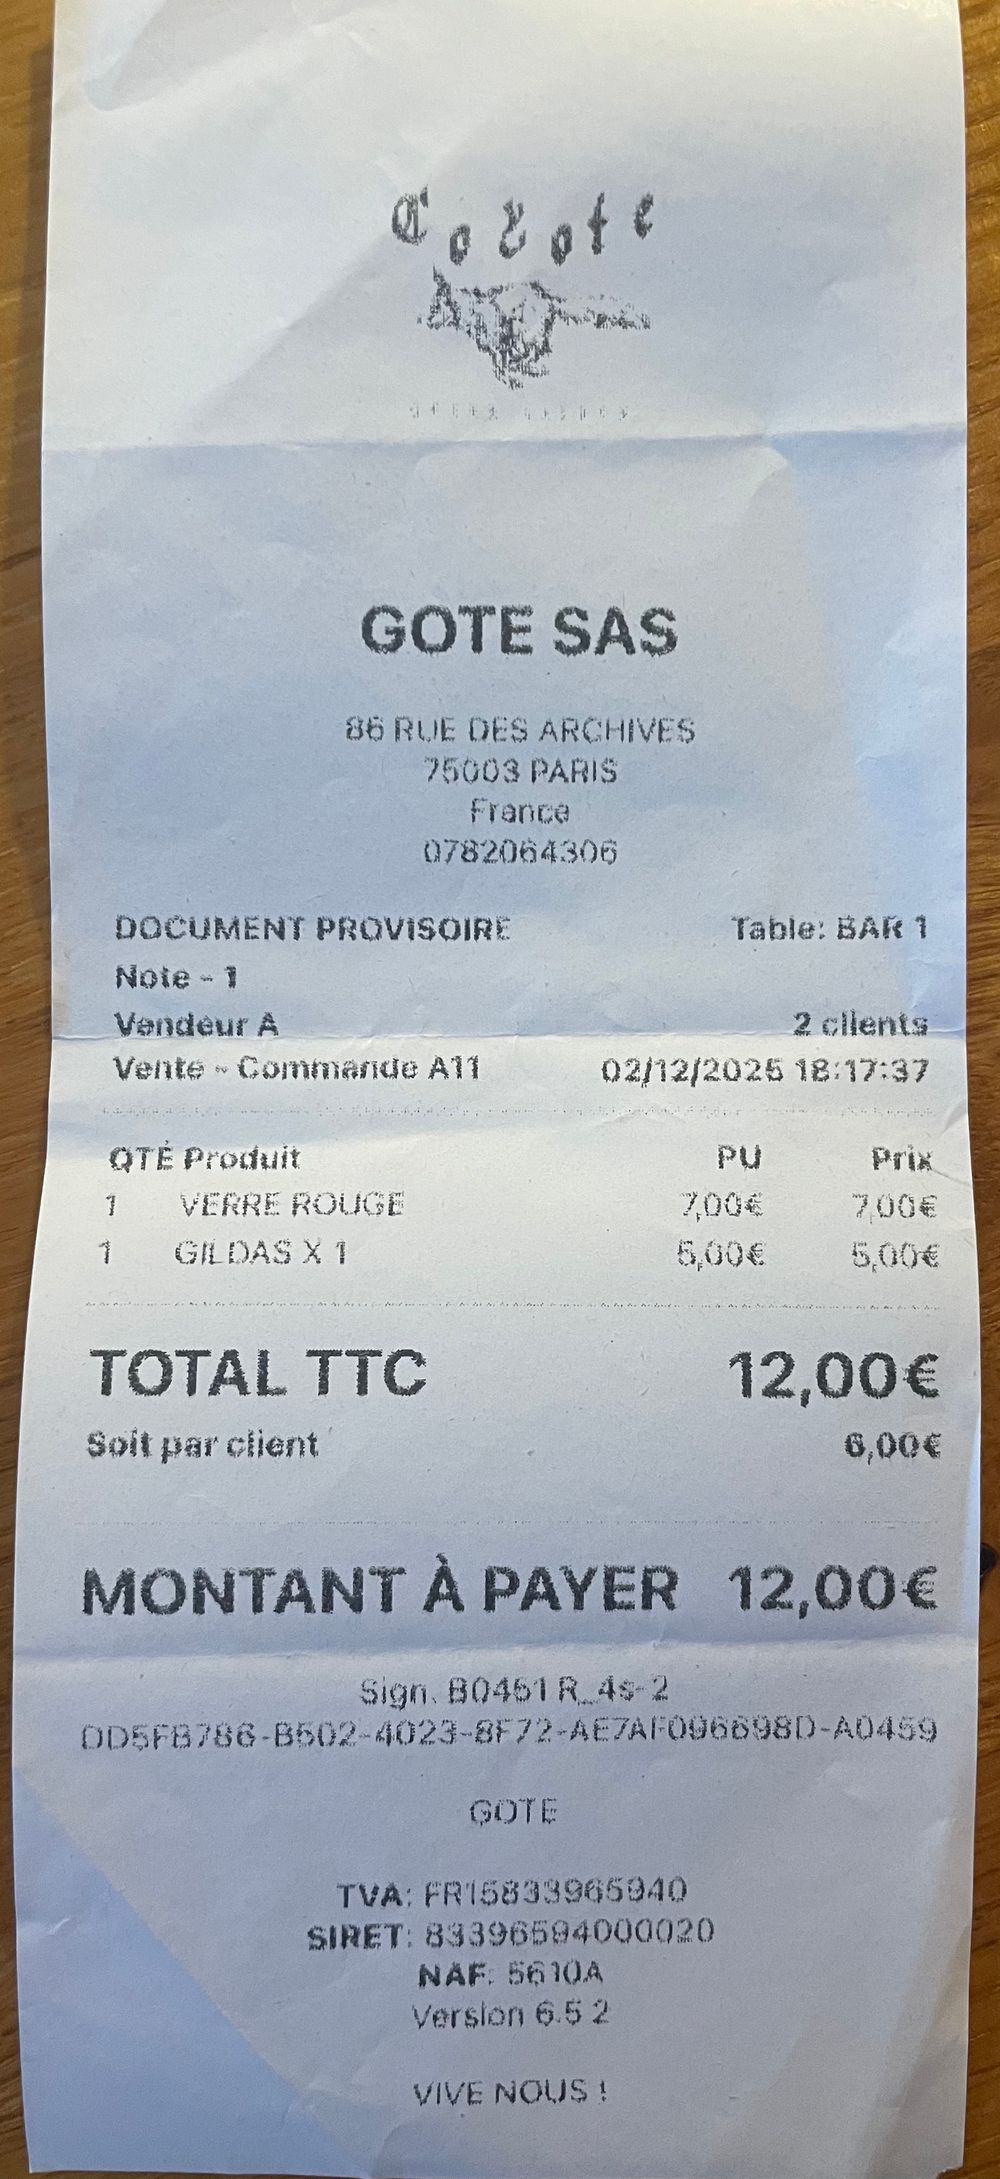 Coyote
GOTE SAS
86 RUE DES ARCHIVES
75003 PARIS
France
0782064306
DOCUMENT PROVISOIRE Table: BAR 1
Note - 1
Vendeur A 2 clients
Vente - Commande A11 02/12/2025 18:17:37
QTÉ Produit PU Prix
1 VERRE ROUGE 7,00€ 7,00€
1 GILDAS X 1 5,00€ 5,00€
TOTAL TTC 12,00€
Soit par client 6,00€
MONTANT À PAYER 12,00€
Sign. B0451 R_4s-2
DD5FB786-B502-4023-8F72-AE7AF096698D-A0459
GOTE
TVA: FR15833965940
SIRET: 83396594000020
NAF: 5610A
Version 6.5 2
VIVE NOUS !